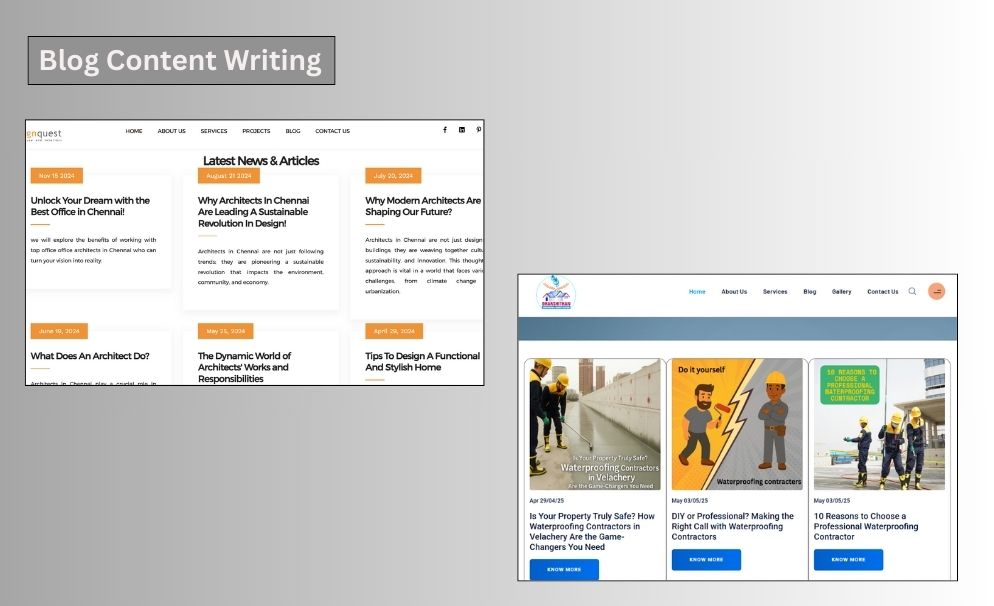 Blog Content Writing
gnquest
HOME ABOUT US SERVICES PROJECTS BLOG CONTACT US
Latest News & Articles
Nov 15 2024
Unlock Your Dream with the
Best Office in Chennai!
we will explore the benefits of working with
top office office architects in Chennai who can
turn your vision into reality.
August 21 2024
Why Architects In Chennai
Are Leading A Sustainable
Revolution In Design!
Architects in Chennai are not just following
trends; they are pioneering a sustainable
revolution that impacts the environment,
community, and economy.
July 20, 2024
Why Modern Architects Are
Shaping Our Future?
Architects in Chennai are not just design
buildings; they are weaving together cultu
sustainability, and innovation. This thought
approach is vital in a world that faces vari
challenges, from climate change
urbanization.
June 19, 2024
What Does An Architect Do?
Architects in Chennai play a crucial role in
May 25, 2024
The Dynamic World of
Architects' Works and
Responsibilities
April 29, 2024
Tips To Design A Functional
And Stylish Home
Home About Us Services Blog Gallery Contact Us
Is Your Property Truly Safe?
Waterproofing Contractors
in Velachery
Are the Game-Changers You Need
Apr 29/04/25
Is Your Property Truly Safe? How
Waterproofing Contractors in
Velachery Are the Game-
Changers You Need
KNOW MORE
Do it yourself
Waterproofing contractors
May 03/05/25
DIY or Professional? Making the
Right Call with Waterproofing
Contractors
KNOW MORE
10 REASONS TO
CHOOSE A
PROFESSIONAL
WATERPROOFING
CONTRACTOR
May 03/05/25
10 Reasons to Choose a
Professional Waterproofing
Contractor
KNOW MORE